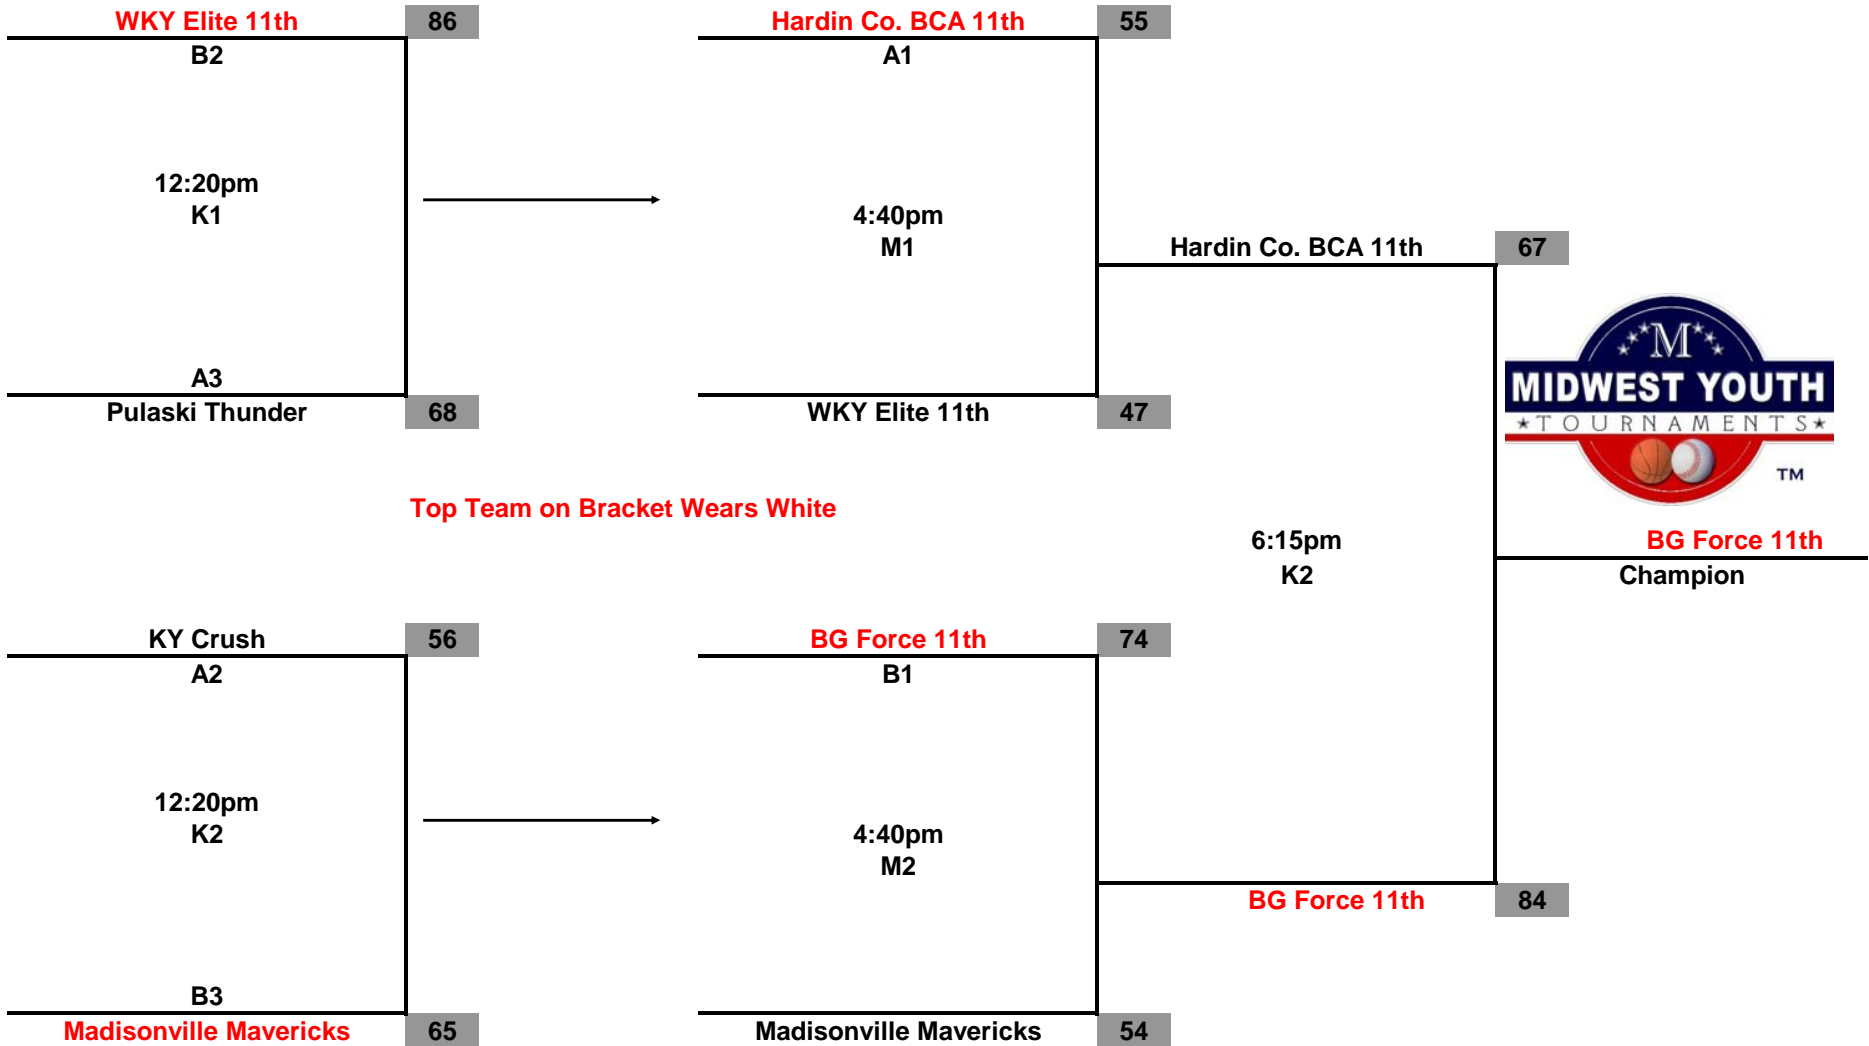 WKY Elite 11th 86 Hardin Co. BCA 11th 55
B2 A1
12:20pm
K1 4:40pm
M1 Hardin Co. BCA 11th 67
M
MIDWEST YOUTH
A3
Pulaski Thunder 68 WKY Elite 11th 47
★TOURNAMENTS★
TM
Top Team on Bracket Wears White
6:15pm BG Force 11th
K2 Champion
KY Crush 56 BG Force 11th 74
A2 B1
12:20pm
K2 4:40pm
M2
BG Force 11th 84
B3
Madisonville Mavericks 65 Madisonville Mavericks 54